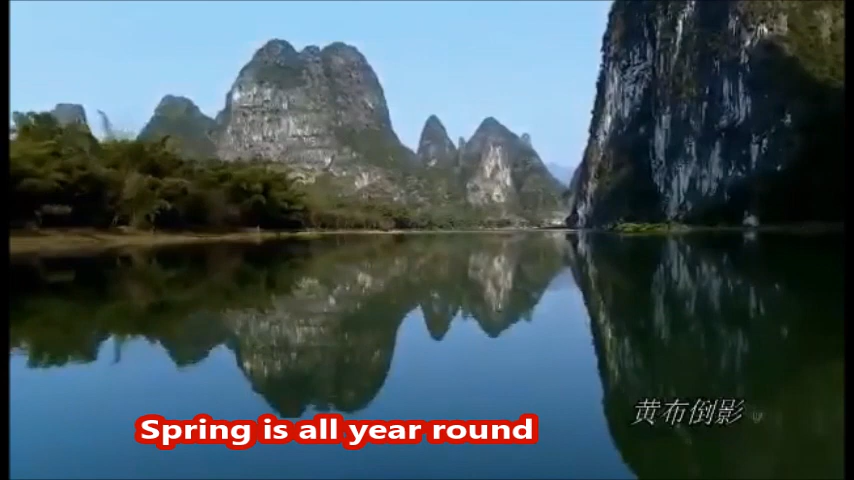 黄布倒影
Spring is all year round